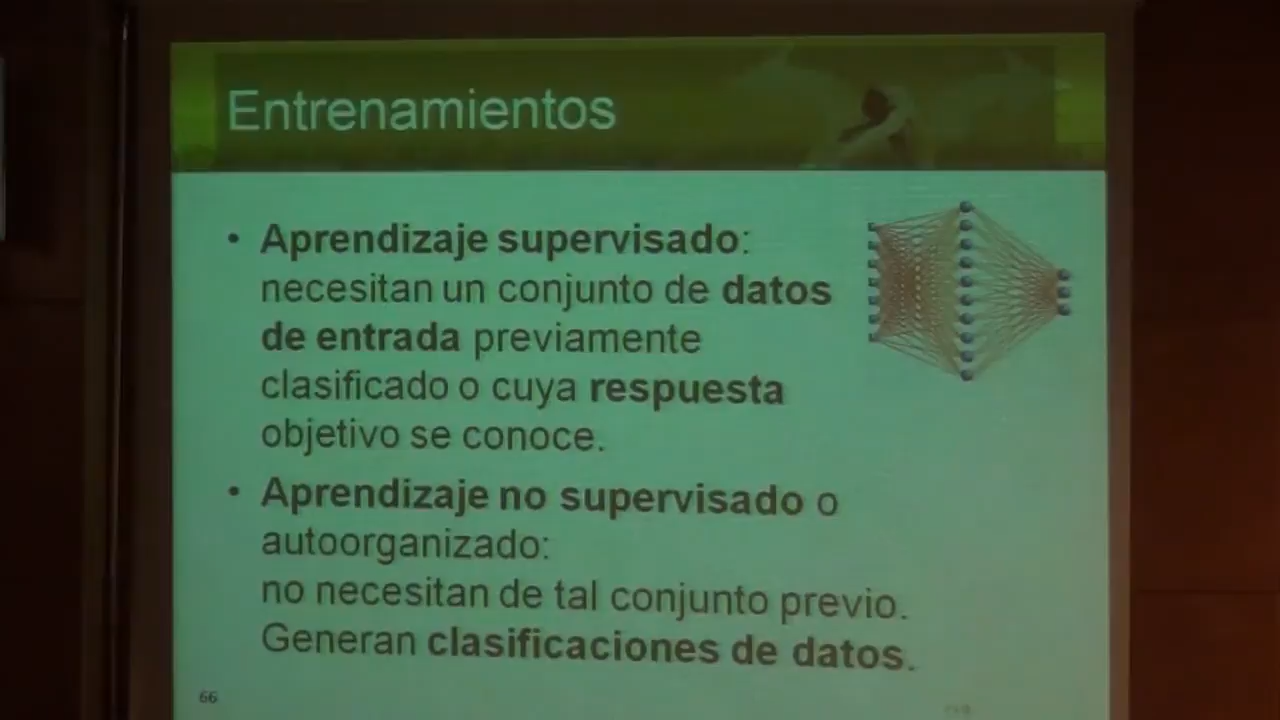 Entrenamientos
• Aprendizaje supervisado:
necesitan un conjunto de datos
de entrada previamente
clasificado o cuya respuesta
objetivo se conoce.
• Aprendizaje no supervisado o
autoorganizado:
no necesitan de tal conjunto previo.
Generan clasificaciones de datos.
66